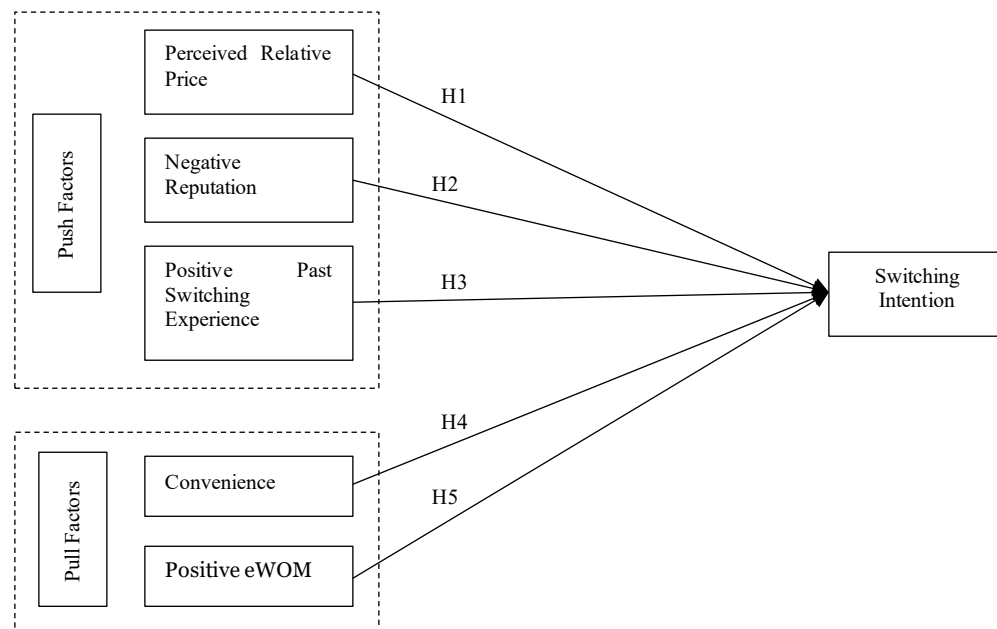 Perceived Relative
Price
H1
Negative
Reputation
H2
Push Factors
Positive Past
Switching
Experience
H3
Switching
Intention
H4
Convenience
H5
Pull Factors
Positive eWOM